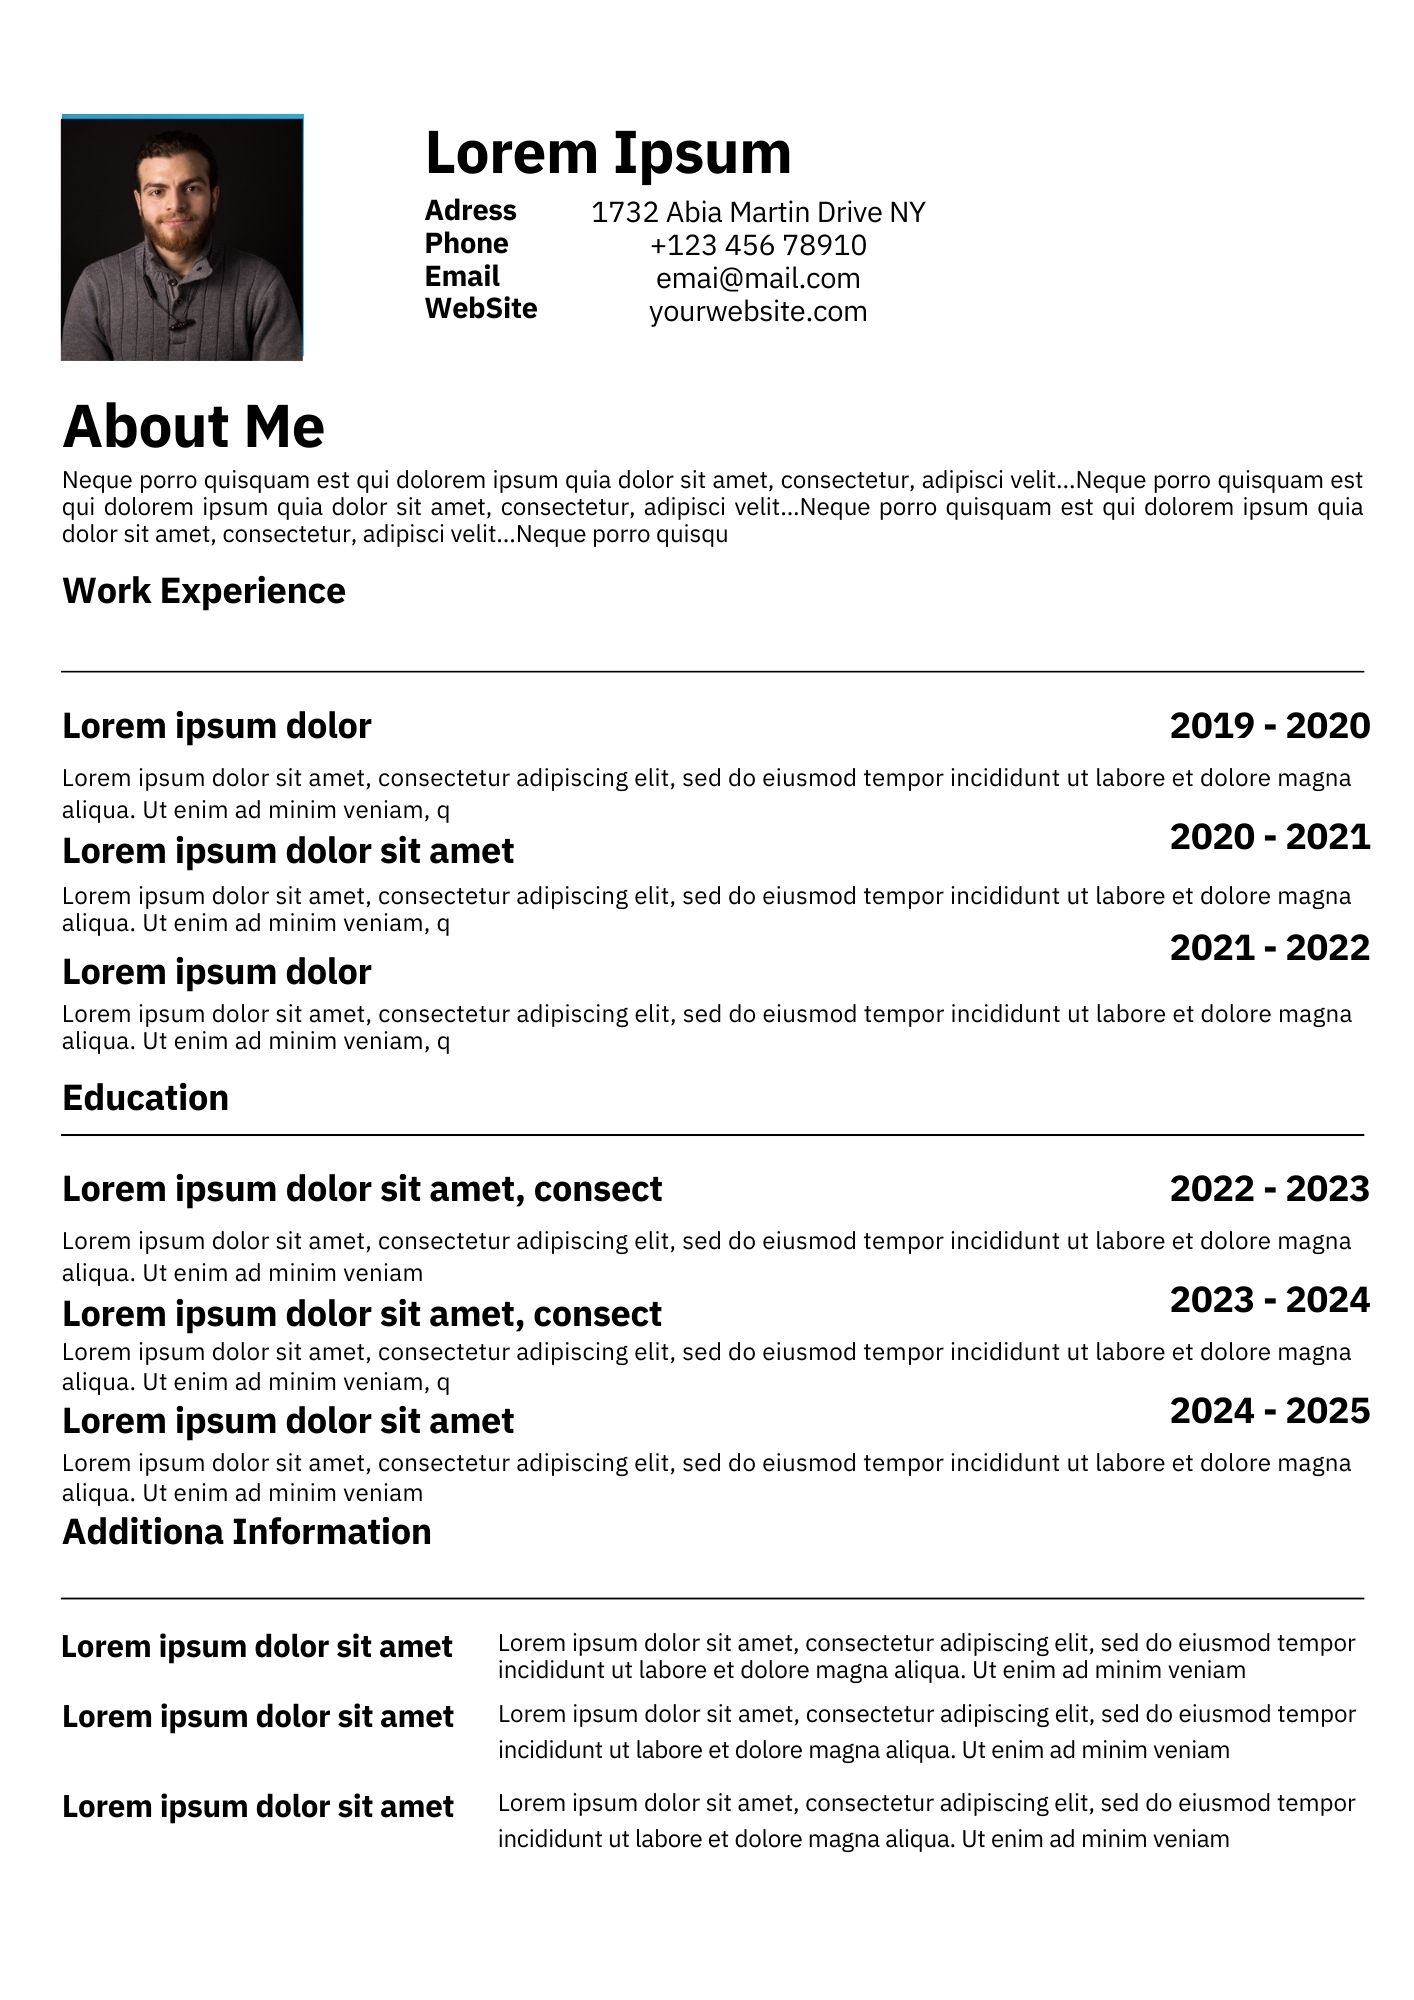 Lorem Ipsum
Adress 1732 Abia Martin Drive NY
Phone +123 456 78910
Email emai@mail.com
WebSite yourwebsite.com
About Me
Neque porro quisquam est qui dolorem ipsum quia dolor sit amet, consectetur, adipisci velit...Neque porro quisquam est
qui dolorem ipsum quia dolor sit amet, consectetur, adipisci velit...Neque porro quisquam est qui dolorem ipsum quia
dolor sit amet, consectetur, adipisci velit...Neque porro quisqu
Work Experience
Lorem ipsum dolor 2019 - 2020
Lorem ipsum dolor sit amet, consectetur adipiscing elit, sed do eiusmod tempor incididunt ut labore et dolore magna
aliqua. Ut enim ad minim veniam, q
Lorem ipsum dolor sit amet 2020 - 2021
Lorem ipsum dolor sit amet, consectetur adipiscing elit, sed do eiusmod tempor incididunt ut labore et dolore magna
aliqua. Ut enim ad minim veniam, q
Lorem ipsum dolor 2021 - 2022
Lorem ipsum dolor sit amet, consectetur adipiscing elit, sed do eiusmod tempor incididunt ut labore et dolore magna
aliqua. Ut enim ad minim veniam, q
Education
Lorem ipsum dolor sit amet, consect 2022 - 2023
Lorem ipsum dolor sit amet, consectetur adipiscing elit, sed do eiusmod tempor incididunt ut labore et dolore magna
aliqua. Ut enim ad minim veniam
Lorem ipsum dolor sit amet, consect 2023 - 2024
Lorem ipsum dolor sit amet, consectetur adipiscing elit, sed do eiusmod tempor incididunt ut labore et dolore magna
aliqua. Ut enim ad minim veniam, q
Lorem ipsum dolor sit amet 2024 - 2025
Lorem ipsum dolor sit amet, consectetur adipiscing elit, sed do eiusmod tempor incididunt ut labore et dolore magna
aliqua. Ut enim ad minim veniam
Additiona Information
Lorem ipsum dolor sit amet Lorem ipsum dolor sit amet, consectetur adipiscing elit, sed do eiusmod tempor
incididunt ut labore et dolore magna aliqua. Ut enim ad minim veniam
Lorem ipsum dolor sit amet Lorem ipsum dolor sit amet, consectetur adipiscing elit, sed do eiusmod tempor
incididunt ut labore et dolore magna aliqua. Ut enim ad minim veniam
Lorem ipsum dolor sit amet Lorem ipsum dolor sit amet, consectetur adipiscing elit, sed do eiusmod tempor
incididunt ut labore et dolore magna aliqua. Ut enim ad minim veniam